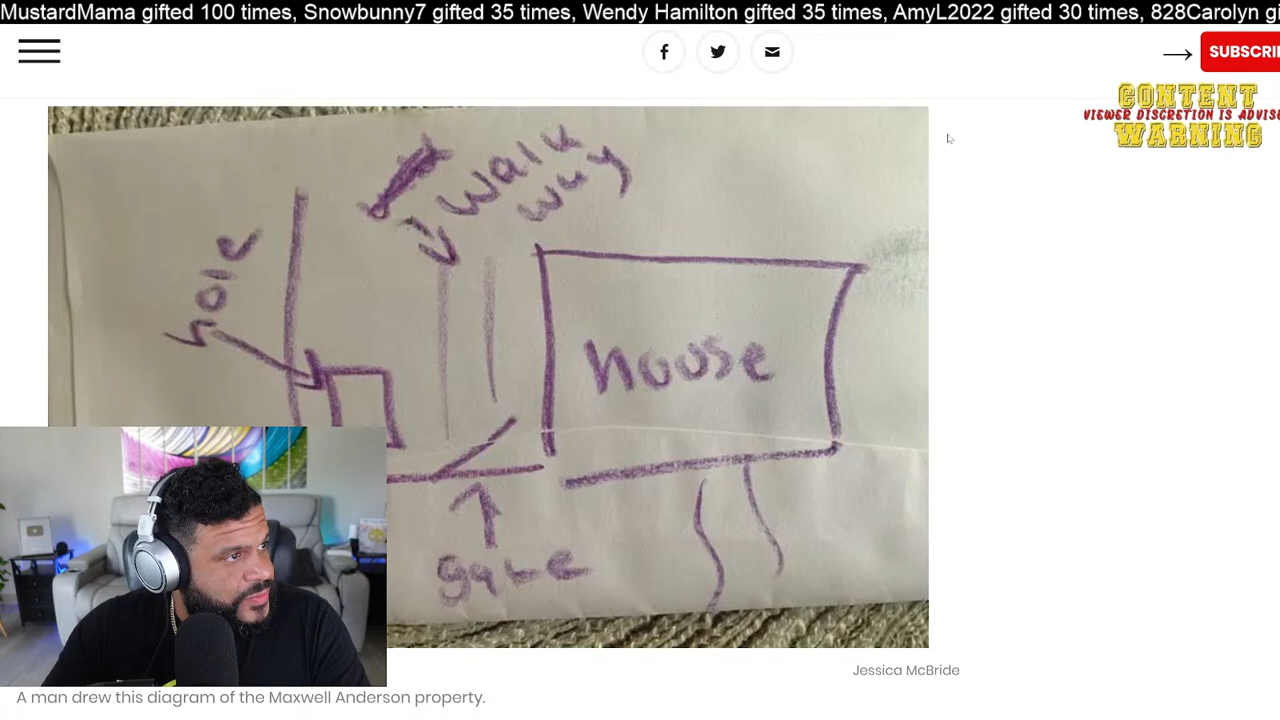 MustardMama gifted 100 times, Snowbunny7 gifted 35 times, Wendy Hamilton gifted 35 times, AmyL2022 gifted 30 times, 828Carolyn gi
SUBSCRI
CONTENT
VIEWER DISCRETION IS ADVISE
WARNING
walk
way
hole
house
gate
Jessica McBride
A man drew this diagram of the Maxwell Anderson property.